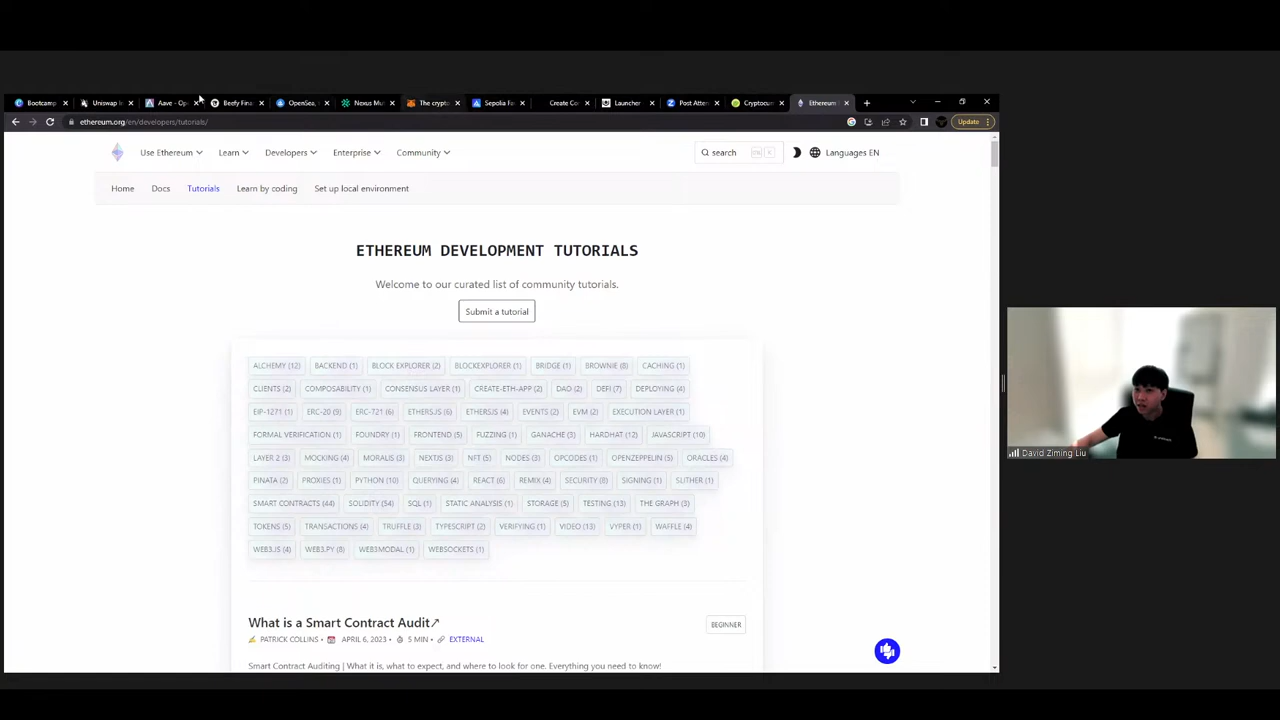 Bootcamp
Uniswap In
Aave - Op
Beefy Fina
OpenSea,
Nexus Mu
The crypto
Sepolia Fa
Create Co
Launcher
Post Atten
Cryptocurr
Ethereum
ethereum.org/en/developers/tutorials/
Update
Use Ethereum
Learn
Developers
Enterprise
Community
search
Languages EN
Home
Docs
Tutorials
Learn by coding
Set up local environment
ETHEREUM DEVELOPMENT TUTORIALS
Welcome to our curated list of community tutorials.
Submit a tutorial
ALCHEMY (12) BACKEND (1) BLOCK EXPLORER (2) BLOCKEXPLORER (1) BRIDGE (1) BROWNIE (8) CACHING (1)
CLIENTS (2) COMPOSABILITY (1) CONSENSUS LAYER (1) CREATE-ETH-APP (2) DAO (2) DEFI (7) DEPLOYING (4)
EIP-1271 (1) ERC-20 (9) ERC-721 (6) ETHERS.JS (6) ETHERSJS (4) EVENTS (2) EVM (2) EXECUTION LAYER (1)
FORMAL VERIFICATION (1) FOUNDRY (1) FRONTEND (5) FUZZING (1) GANACHE (3) HARDHAT (12) JAVASCRIPT (10)
LAYER 2 (3) MOCKING (4) MORALIS (3) NEXTJS (3) NFT (5) NODES (3) OPCODES (1) OPENZEPPELIN (5) ORACLES (4)
PINATA (2) PROXIES (1) PYTHON (10) QUERYING (4) REACT (6) REMIX (4) SECURITY (8) SIGNING (1) SLITHER (1)
SMART CONTRACTS (44) SOLIDITY (54) SQL (1) STATIC ANALYSIS (1) STORAGE (5) TESTING (13) THE GRAPH (3)
TOKENS (5) TRANSACTIONS (4) TRUFFLE (3) TYPESCRIPT (2) VERIFYING (1) VIDEO (13) VYPER (1) WAFFLE (4)
WEB3.JS (4) WEB3.PY (8) WEB3MODAL (1) WEBSOCKETS (1)
What is a Smart Contract Audit↗
BEGINNER
PATRICK COLLINS • APRIL 6, 2023 • 5 MIN • EXTERNAL
Smart Contract Auditing | What it is, what to expect, and where to look for one. Everything you need to know!
David Ziming Liu